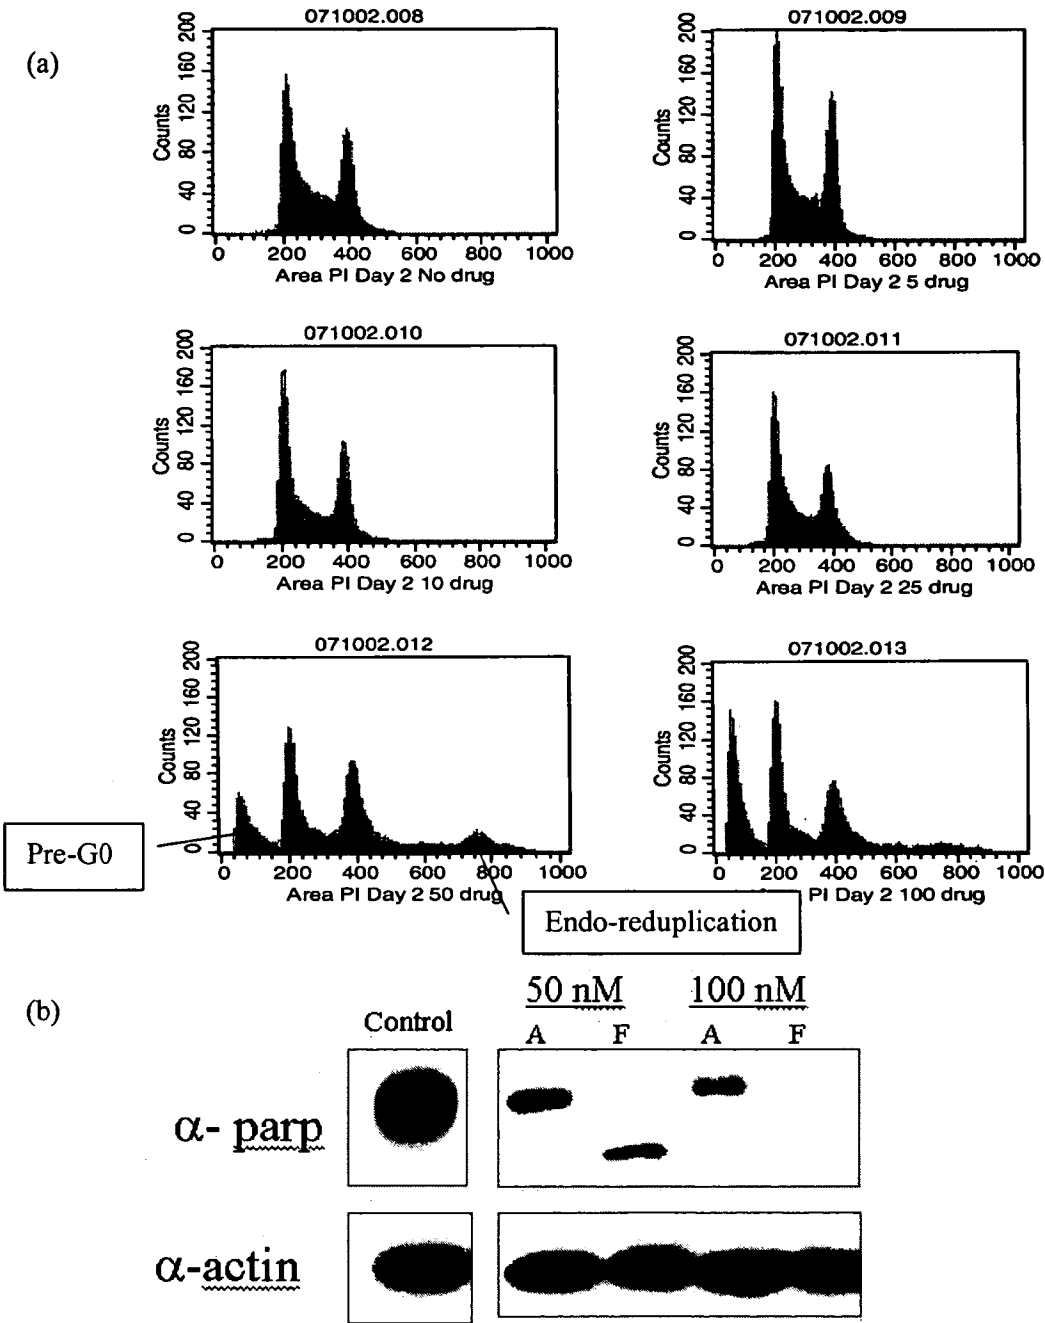 (a)
071002.008
200
160
120
80
40
0
Counts
0 200 400 600 800 1000
Area PI Day 2 No drug
071002.009
200
160
120
80
40
0
Counts
0 200 400 600 800 1000
Area PI Day 2 5 drug
071002.010
200
160
120
80
40
0
Counts
0 200 400 600 800 1000
Area PI Day 2 10 drug
071002.011
200
160
120
80
40
0
Counts
0 200 400 600 800 1000
Area PI Day 2 25 drug
071002.012
200
160
120
80
40
0
Counts
0 200 400 600 800 1000
Area PI Day 2 50 drug
071002.013
200
160
120
80
40
0
Counts
0 200 400 600 800 1000
PI Day 2 100 drug
Pre-G0
Endo-reduplication
(b)
Control
50 nM 100 nM
A F A F
α- parp
α-actin